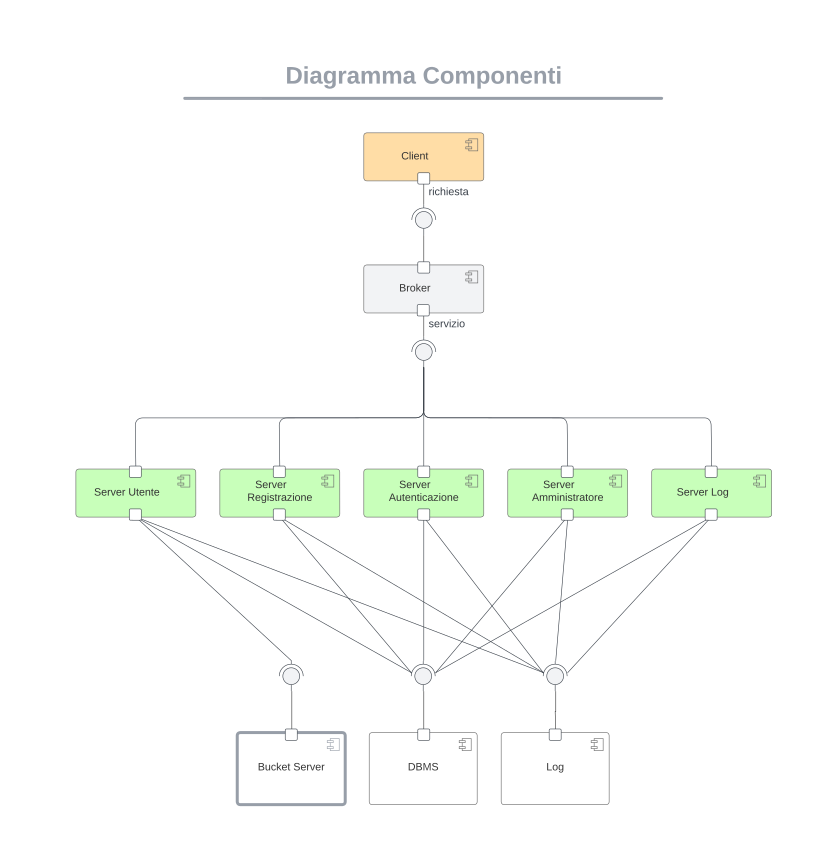 Diagramma Componenti
Client
richiesta
Broker
servizio
Server Utente
Server
Registrazione
Server
Autenticazione
Server
Amministratore
Server Log
Bucket Server
DBMS
Log